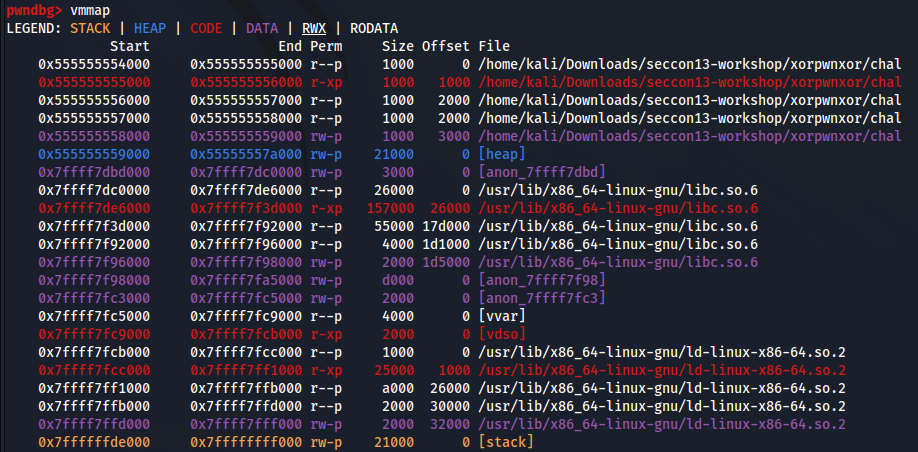 pwndbg> vmmap
LEGEND: STACK | HEAP | CODE | DATA | RWX | RODATA
Start End Perm Size Offset File
0x555555554000 0x555555555000 r--p 1000 0 /home/kali/Downloads/seccon13-workshop/xorpwnxor/chal
0x555555555000 0x555555556000 r-xp 1000 1000 /home/kali/Downloads/seccon13-workshop/xorpwnxor/chal
0x555555556000 0x555555557000 r--p 1000 2000 /home/kali/Downloads/seccon13-workshop/xorpwnxor/chal
0x555555557000 0x555555558000 r--p 1000 2000 /home/kali/Downloads/seccon13-workshop/xorpwnxor/chal
0x555555558000 0x555555559000 rw-p 1000 3000 /home/kali/Downloads/seccon13-workshop/xorpwnxor/chal
0x555555559000 0x55555557a000 rw-p 21000 0 [heap]
0x7ffff7dbd000 0x7ffff7dc0000 rw-p 3000 0 [anon_7ffff7dbd]
0x7ffff7dc0000 0x7ffff7de6000 r--p 26000 0 /usr/lib/x86_64-linux-gnu/libc.so.6
0x7ffff7de6000 0x7ffff7f3d000 r-xp 157000 26000 /usr/lib/x86_64-linux-gnu/libc.so.6
0x7ffff7f3d000 0x7ffff7f92000 r--p 55000 17d000 /usr/lib/x86_64-linux-gnu/libc.so.6
0x7ffff7f92000 0x7ffff7f96000 r--p 4000 1d1000 /usr/lib/x86_64-linux-gnu/libc.so.6
0x7ffff7f96000 0x7ffff7f98000 rw-p 2000 1d5000 /usr/lib/x86_64-linux-gnu/libc.so.6
0x7ffff7f98000 0x7ffff7fa5000 rw-p d000 0 [anon_7ffff7f98]
0x7ffff7fc3000 0x7ffff7fc5000 rw-p 2000 0 [anon_7ffff7fc3]
0x7ffff7fc5000 0x7ffff7fc9000 r--p 4000 0 [vvar]
0x7ffff7fc9000 0x7ffff7fcb000 r-xp 2000 0 [vdso]
0x7ffff7fcb000 0x7ffff7fcc000 r--p 1000 0 /usr/lib/x86_64-linux-gnu/ld-linux-x86-64.so.2
0x7ffff7fcc000 0x7ffff7ff1000 r-xp 25000 1000 /usr/lib/x86_64-linux-gnu/ld-linux-x86-64.so.2
0x7ffff7ff1000 0x7ffff7ffb000 r--p a000 26000 /usr/lib/x86_64-linux-gnu/ld-linux-x86-64.so.2
0x7ffff7ffb000 0x7ffff7ffd000 r--p 2000 30000 /usr/lib/x86_64-linux-gnu/ld-linux-x86-64.so.2
0x7ffff7ffd000 0x7ffff7fff000 rw-p 2000 32000 /usr/lib/x86_64-linux-gnu/ld-linux-x86-64.so.2
0x7ffffffde000 0x7ffffffff000 rw-p 21000 0 [stack]